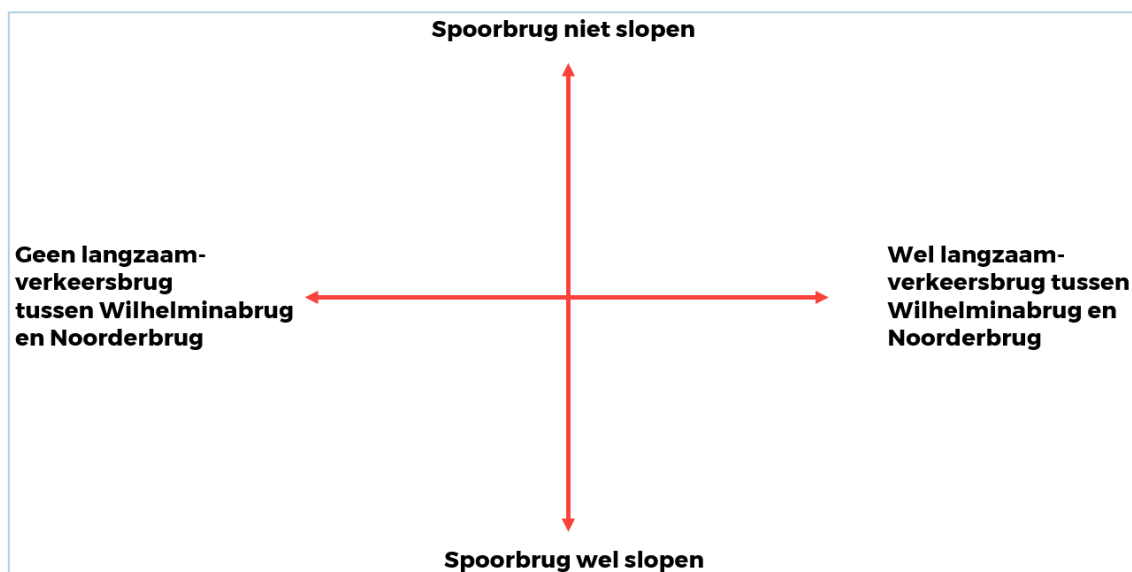 Spoorbrug niet slopen
Geen langzaam-
verkeersbrug
tussen Wilhelminabrug
en Noorderbrug
Wel langzaam-
verkeersbrug tussen
Wilhelminabrug en
Noorderbrug
Spoorbrug wel slopen